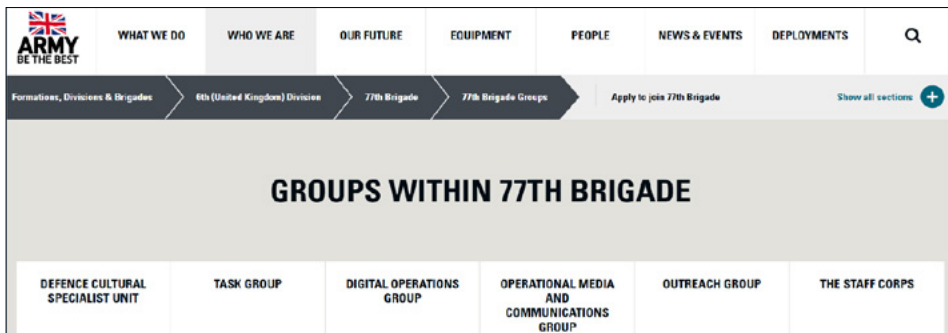 ARMY
BE THE BEST
WHAT WE DO
WHO WE ARE
OUR FUTURE
EQUIPMENT
PEOPLE
NEWS & EVENTS
DEPLOYMENTS
Formations, Divisions & Brigades
6th (United Kingdom) Division
77th Brigade
77th Brigade Groups
Apply to join 77th Brigade
Show all sections
GROUPS WITHIN 77TH BRIGADE
DEFENCE CULTURAL
SPECIALIST UNIT
TASK GROUP
DIGITAL OPERATIONS
GROUP
OPERATIONAL MEDIA
AND
COMMUNICATIONS
GROUP
OUTREACH GROUP
THE STAFF CORPS